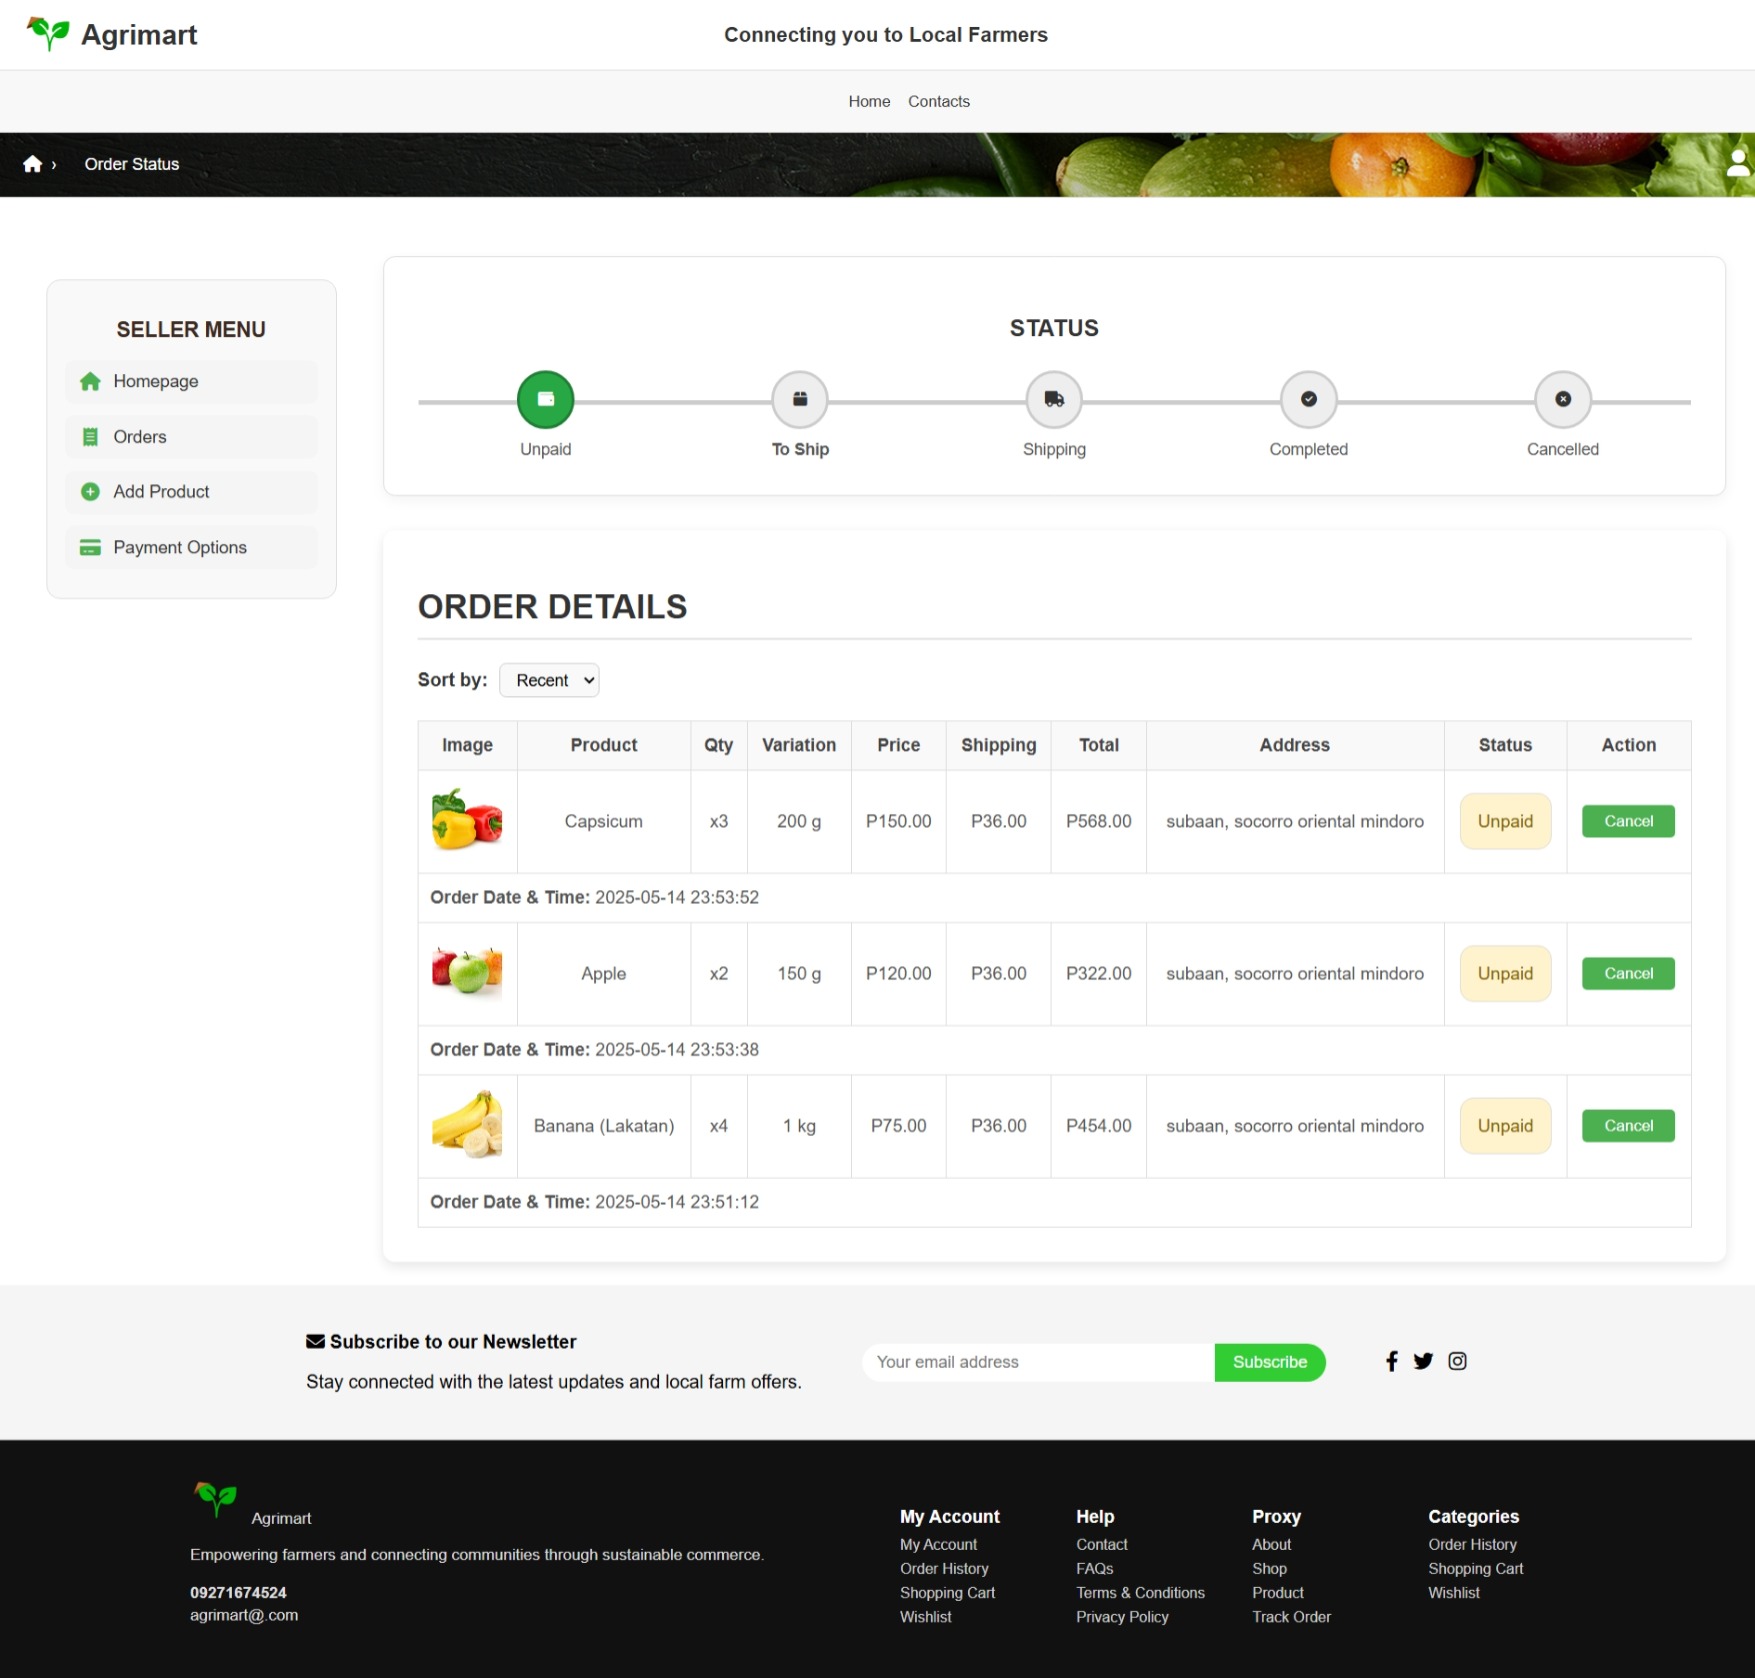 Agrimart
Connecting you to Local Farmers
Home Contacts
› Order Status
SELLER MENU
Homepage
Orders
Add Product
Payment Options
STATUS
Unpaid To Ship Shipping Completed Cancelled
ORDER DETAILS
Sort by: Recent
Image Product Qty Variation Price Shipping Total Address Status Action
Capsicum x3 200 g P150.00 P36.00 P568.00 subaan, socorro oriental mindoro Unpaid Cancel
Order Date & Time: 2025-05-14 23:53:52
Apple x2 150 g P120.00 P36.00 P322.00 subaan, socorro oriental mindoro Unpaid Cancel
Order Date & Time: 2025-05-14 23:53:38
Banana (Lakatan) x4 1 kg P75.00 P36.00 P454.00 subaan, socorro oriental mindoro Unpaid Cancel
Order Date & Time: 2025-05-14 23:51:12
Subscribe to our Newsletter
Stay connected with the latest updates and local farm offers.
Your email address Subscribe
Agrimart
Empowering farmers and connecting communities through sustainable commerce.
09271674524
agrimart@.com
My Account
My Account
Order History
Shopping Cart
Wishlist
Help
Contact
FAQs
Terms & Conditions
Privacy Policy
Proxy
About
Shop
Product
Track Order
Categories
Order History
Shopping Cart
Wishlist